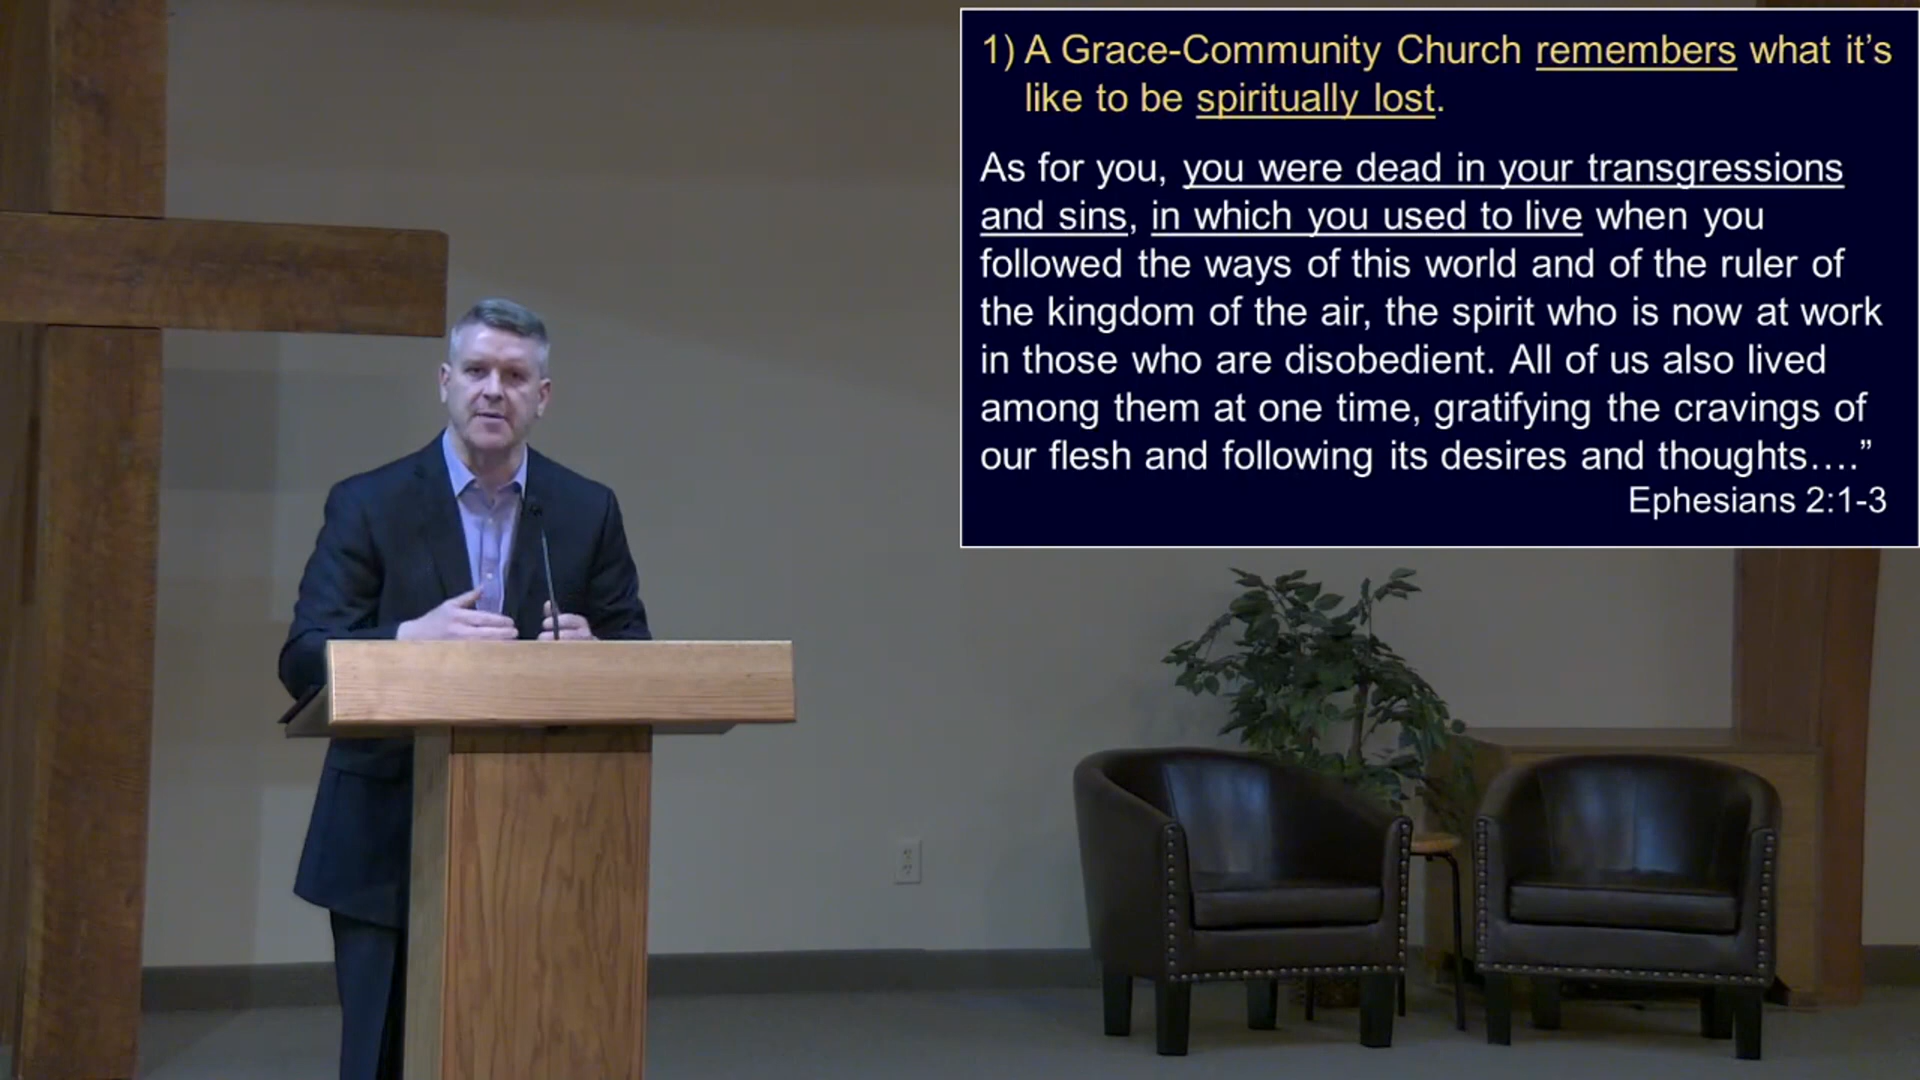 1) A Grace-Community Church remembers what it's
like to be spiritually lost.
As for you, you were dead in your transgressions
and sins, in which you used to live when you
followed the ways of this world and of the ruler of
the kingdom of the air, the spirit who is now at work
in those who are disobedient. All of us also lived
among them at one time, gratifying the cravings of
our flesh and following its desires and thoughts….”
Ephesians 2:1-3